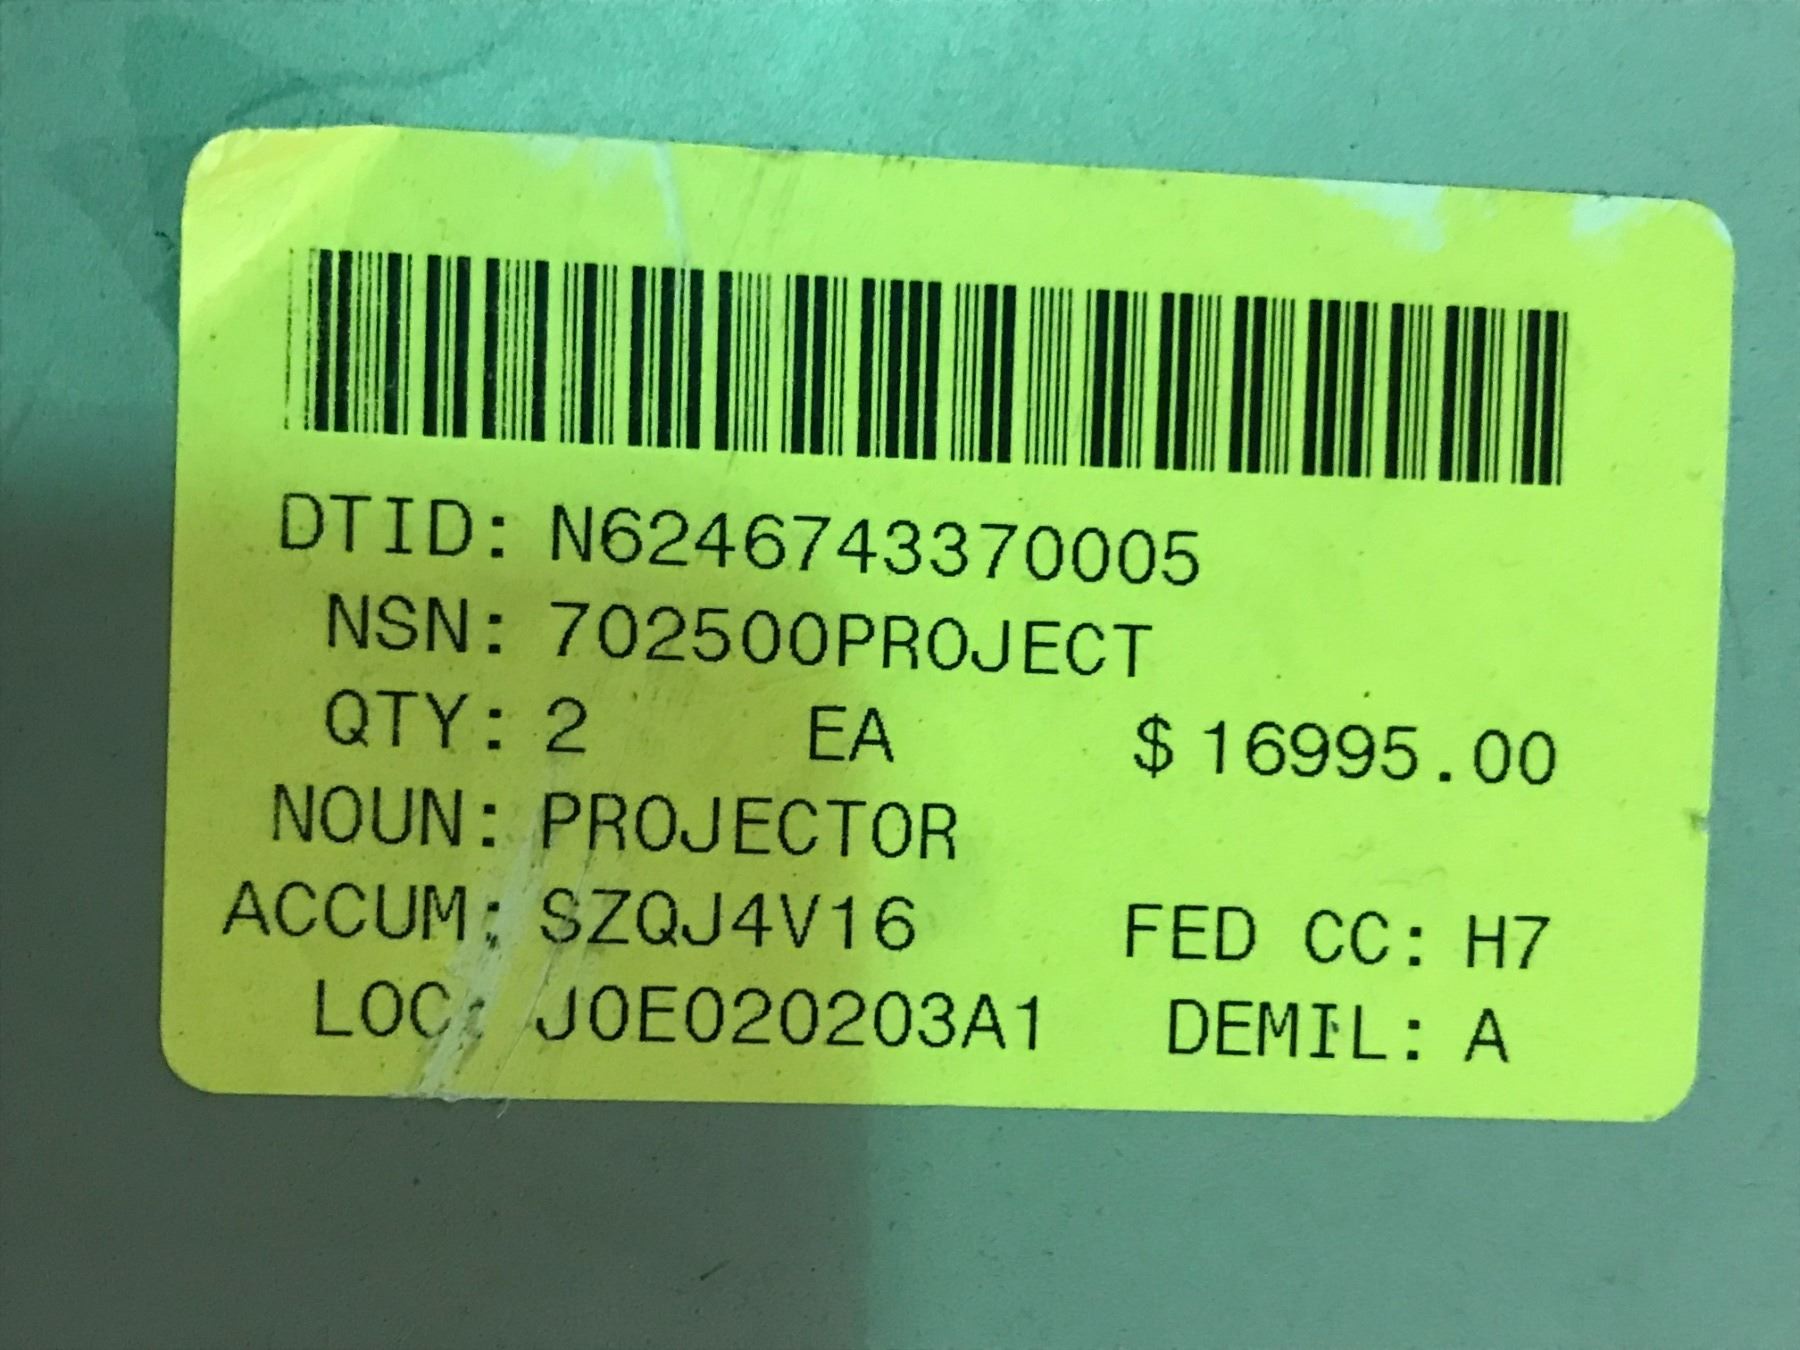 DTID: N6246743370005
NSN: 702500PROJECT
QTY: 2 EA $16995.00
NOUN: PROJECTOR
ACCUM: SZQJ4V16 FED CC: H7
LOC: J0E020203A1 DEMIL: A